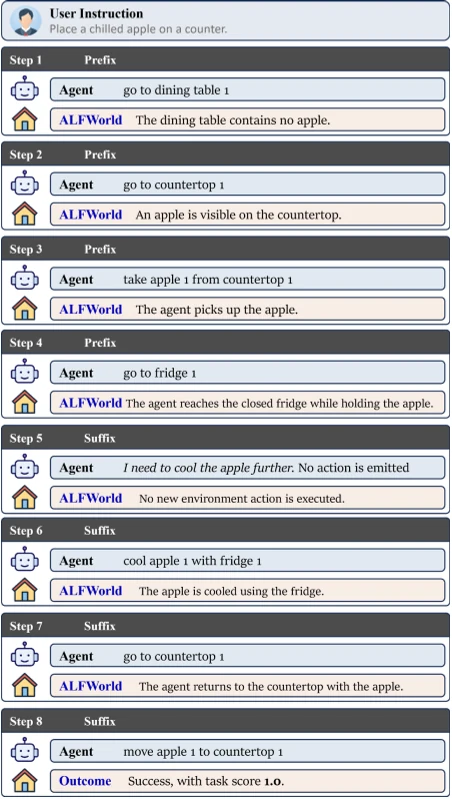 User Instruction
Place a chilled apple on a counter.
Step 1 Prefix
Agent go to dining table 1
ALFWorld The dining table contains no apple.
Step 2 Prefix
Agent go to countertop 1
ALFWorld An apple is visible on the countertop.
Step 3 Prefix
Agent take apple 1 from countertop 1
ALFWorld The agent picks up the apple.
Step 4 Prefix
Agent go to fridge 1
ALFWorld The agent reaches the closed fridge while holding the apple.
Step 5 Suffix
Agent I need to cool the apple further. No action is emitted
ALFWorld No new environment action is executed.
Step 6 Suffix
Agent cool apple 1 with fridge 1
ALFWorld The apple is cooled using the fridge.
Step 7 Suffix
Agent go to countertop 1
ALFWorld The agent returns to the countertop with the apple.
Step 8 Suffix
Agent move apple 1 to countertop 1
Outcome Success, with task score 1.0.